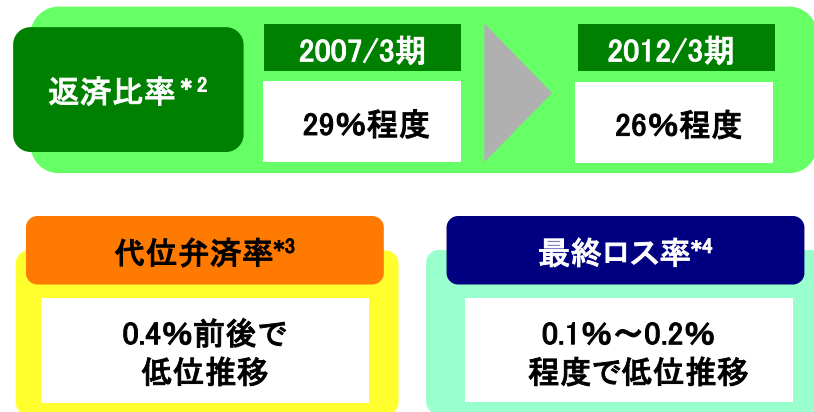 2007/3期
2012/3期
返済比率*2
29%程度
26%程度
代位弁済率*3
最終ロス率*4
0.4%前後で
低位推移
0.1%～0.2%
程度で低位推移